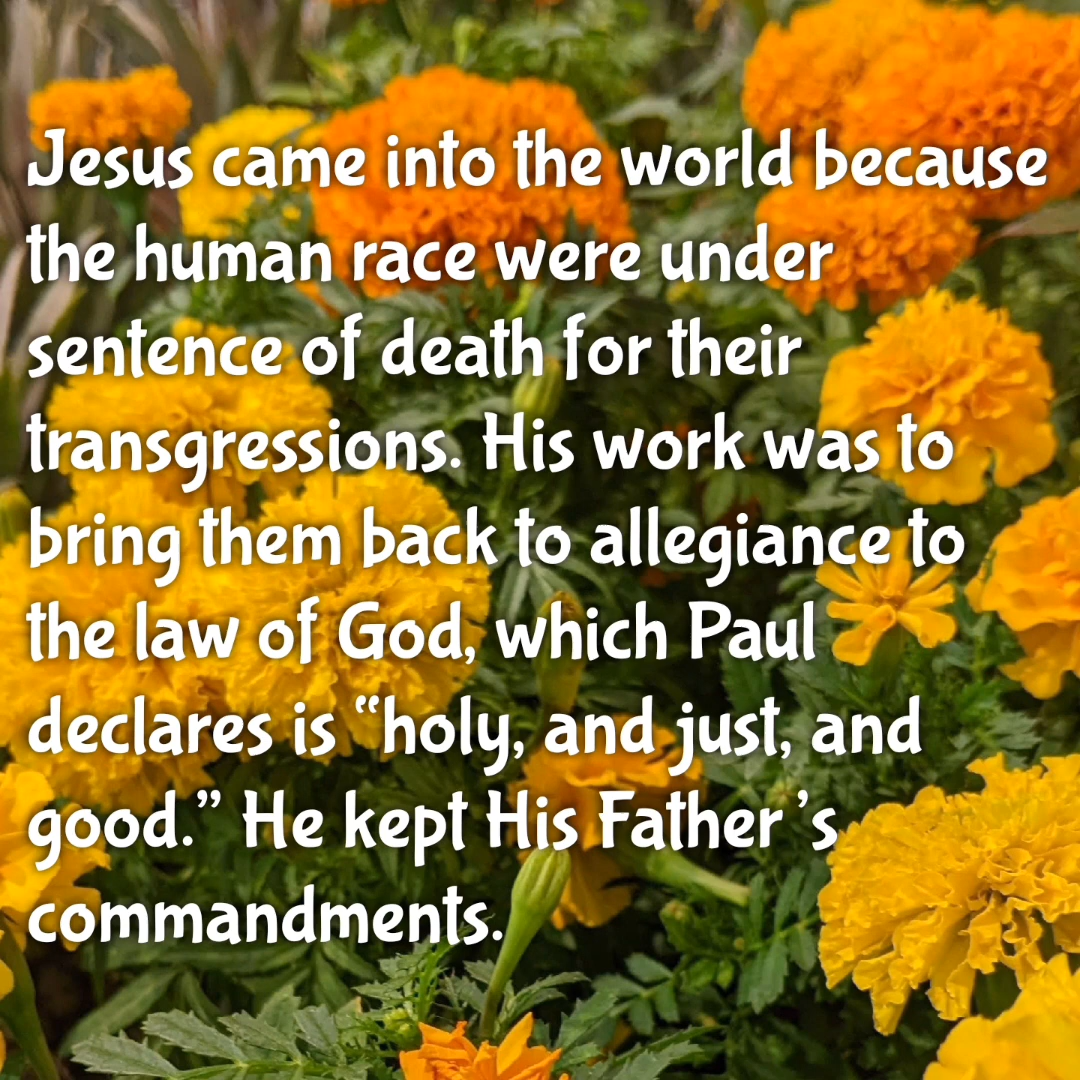 Jesus came into the world because
the human race were under
sentence of death for their
transgressions. His work was to
bring them back to allegiance to
the law of God, which Paul
declares is “holy, and just, and
good.” He kept His Father’s
commandments.